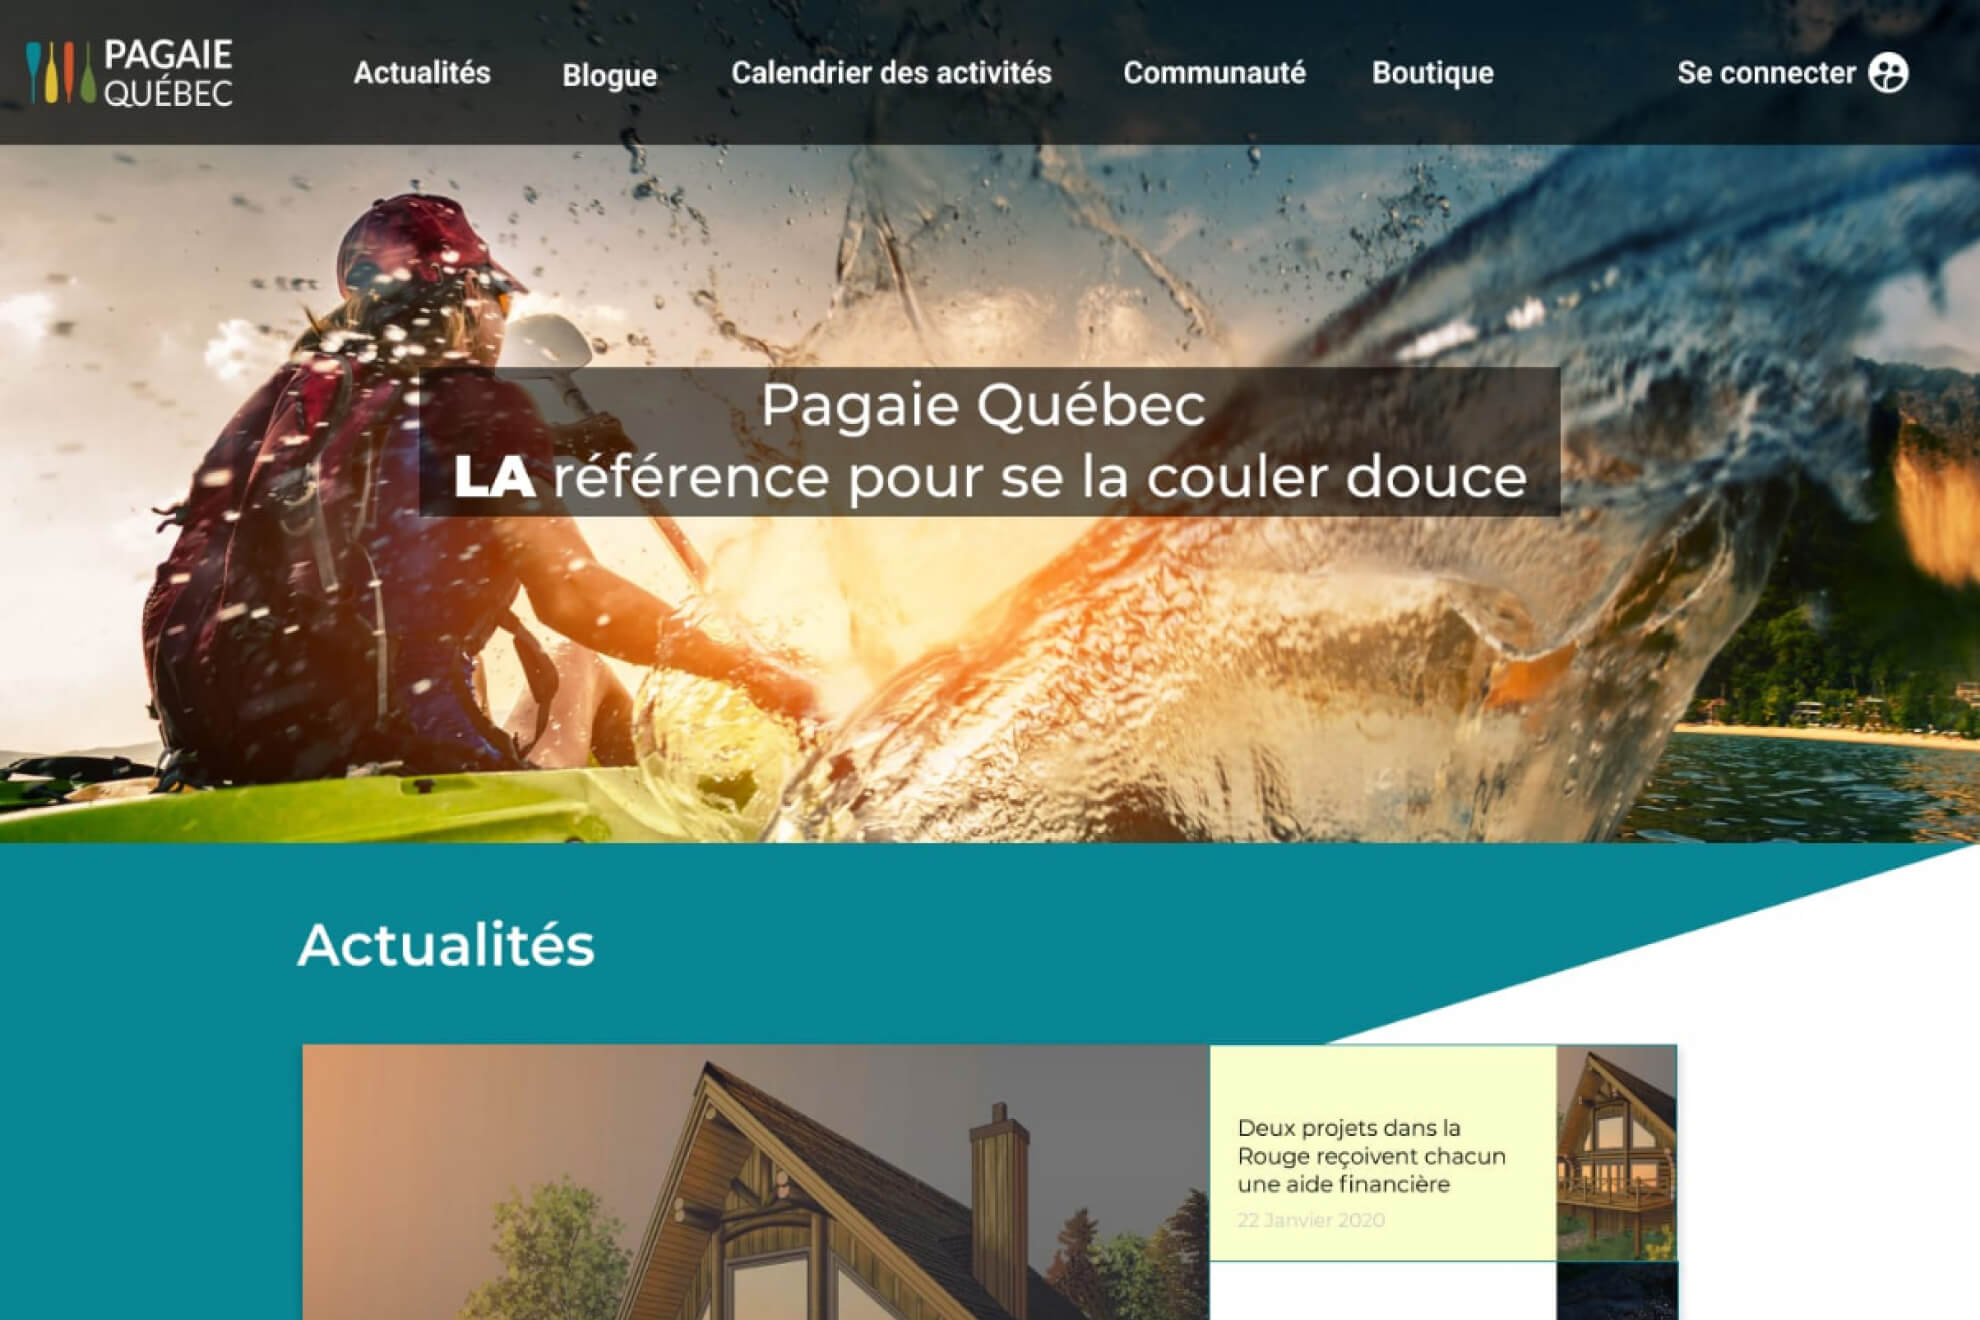 PAGAIE
QUÉBEC
Actualités
Blogue
Calendrier des activités
Communauté
Boutique
Se connecter
Pagaie Québec
LA référence pour se la couler douce
Actualités
Deux projets dans la
Rouge reçoivent chacun
une aide financière
22 Janvier 2020